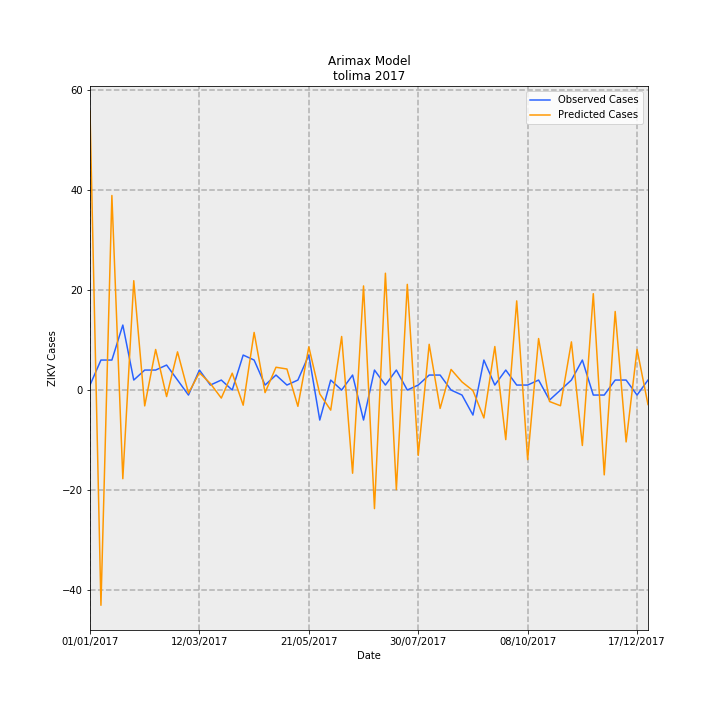 Arimax Model
tolima 2017
Observed Cases
Predicted Cases
ZIKV Cases
60
40
20
0
−20
−40
01/01/2017 12/03/2017 21/05/2017 30/07/2017 08/10/2017 17/12/2017
Date